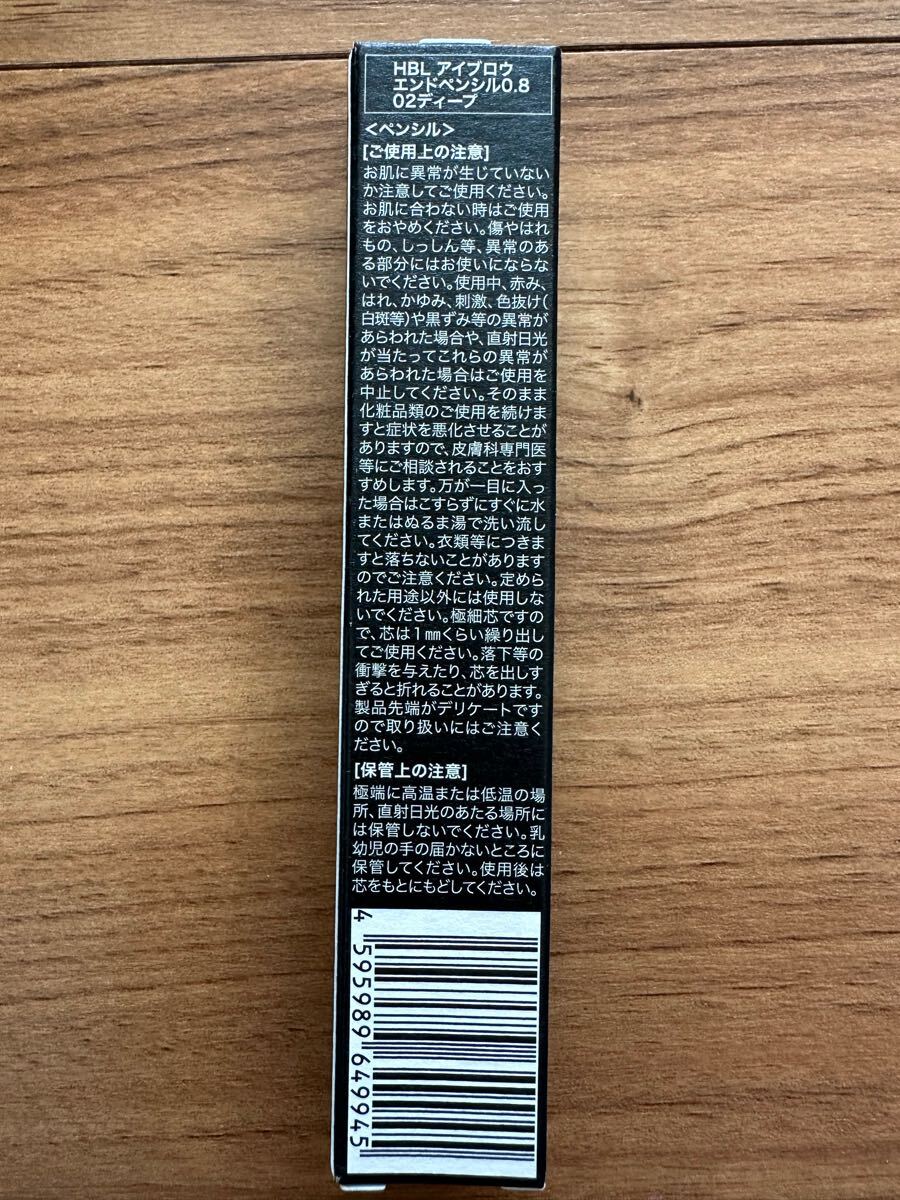 HBL アイブロウ
エンドペンシル0.8
02ディープ
＜ペンシル＞
[ご使用上の注意]
お肌に異常が生じていない
か注意してご使用ください。
お肌に合わない時はご使用
をおやめください。傷やはれ
もの、しっしん等、異常のあ
る部分にはお使いにならな
いでください。使用中、赤み、
はれ、かゆみ、刺激、色抜け(
白斑等)や黒ずみ等の異常が
あらわれた場合や、直射日光
が当たってこれらの異常が
あらわれた場合はご使用を
中止してください。そのまま
化粧品類のご使用を続けま
すと症状を悪化させることが
ありますので、皮膚科専門医
等にご相談されることをおす
すめします。万が一目に入っ
た場合はこすらずにすぐに水
またはぬるま湯で洗い流し
てください。衣類等につきま
すと落ちないことがあります
のでご注意ください。定めら
れた用途以外には使用しな
いでください。極細芯ですの
で、芯は1㎜くらい繰り出し
てご使用ください。落下等の
衝撃を与えたり、芯を出しす
ぎると折れることがあります。
製品先端がデリケートです
ので取り扱いにはご注意く
ださい。
[保管上の注意]
極端に高温または低温の場
所、直射日光のあたる場所に
は保管しないでください。乳
幼児の手の届かないところに
保管してください。使用後は
芯をもとにもどしてください。
4 595989 649945